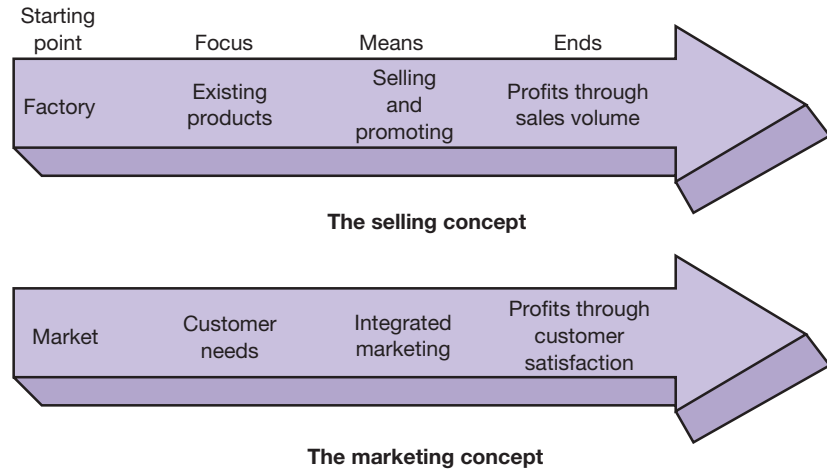 Starting
point
Focus
Means
Ends
Factory
Existing
products
Selling
and
promoting
Profits through
sales volume
The selling concept
Market
Customer
needs
Integrated
marketing
Profits through
customer
satisfaction
The marketing concept